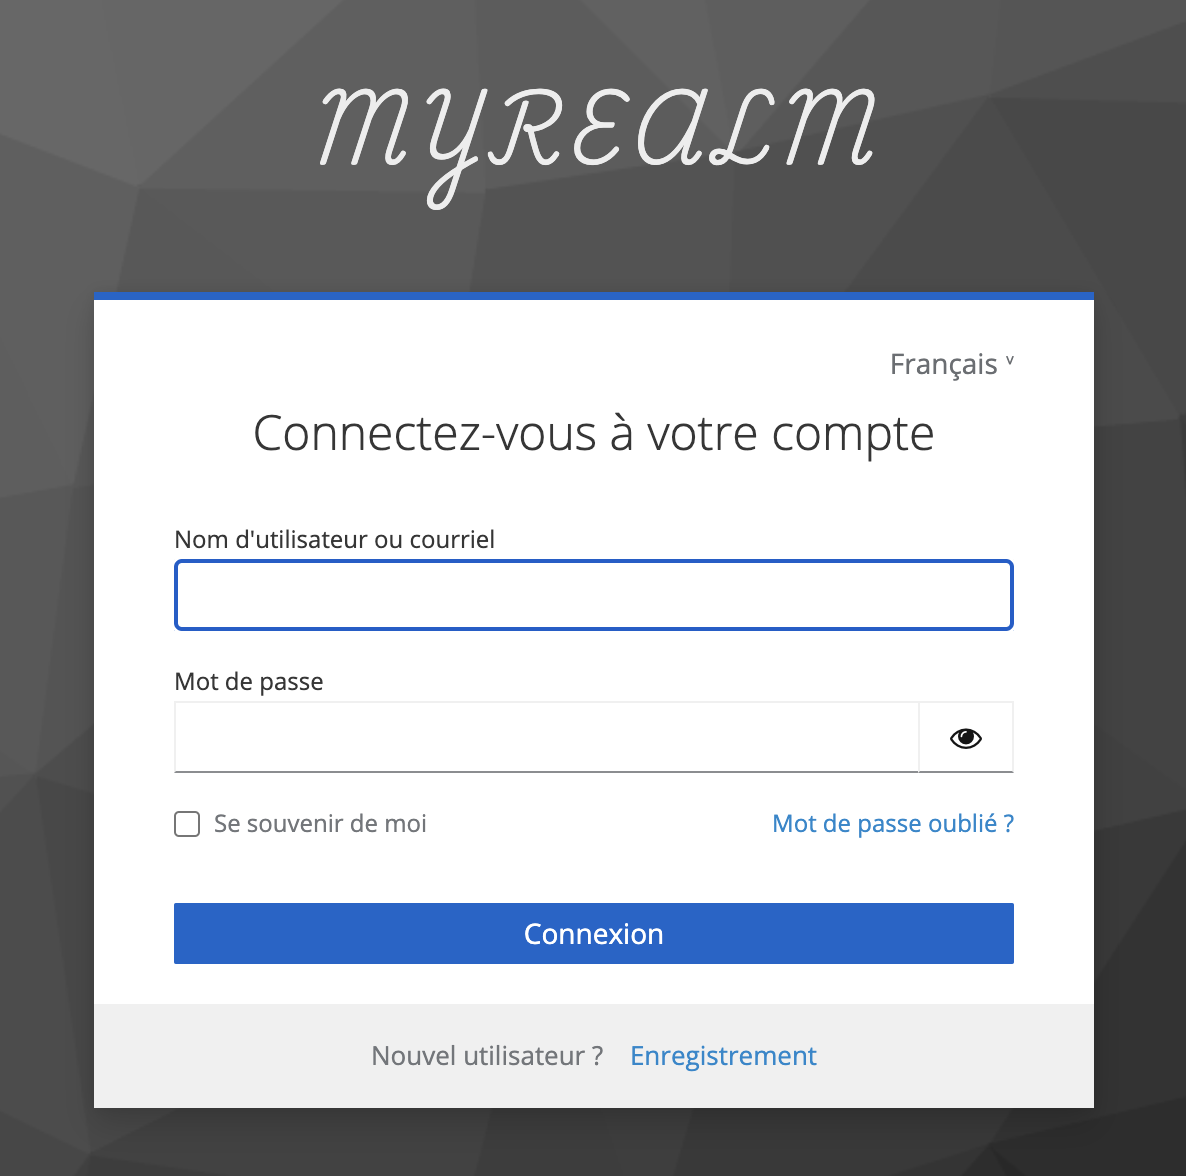 MYREALM
Français ˅
Connectez-vous à votre compte
Nom d'utilisateur ou courriel
Mot de passe
Se souvenir de moi
Mot de passe oublié ?
Connexion
Nouvel utilisateur ? Enregistrement